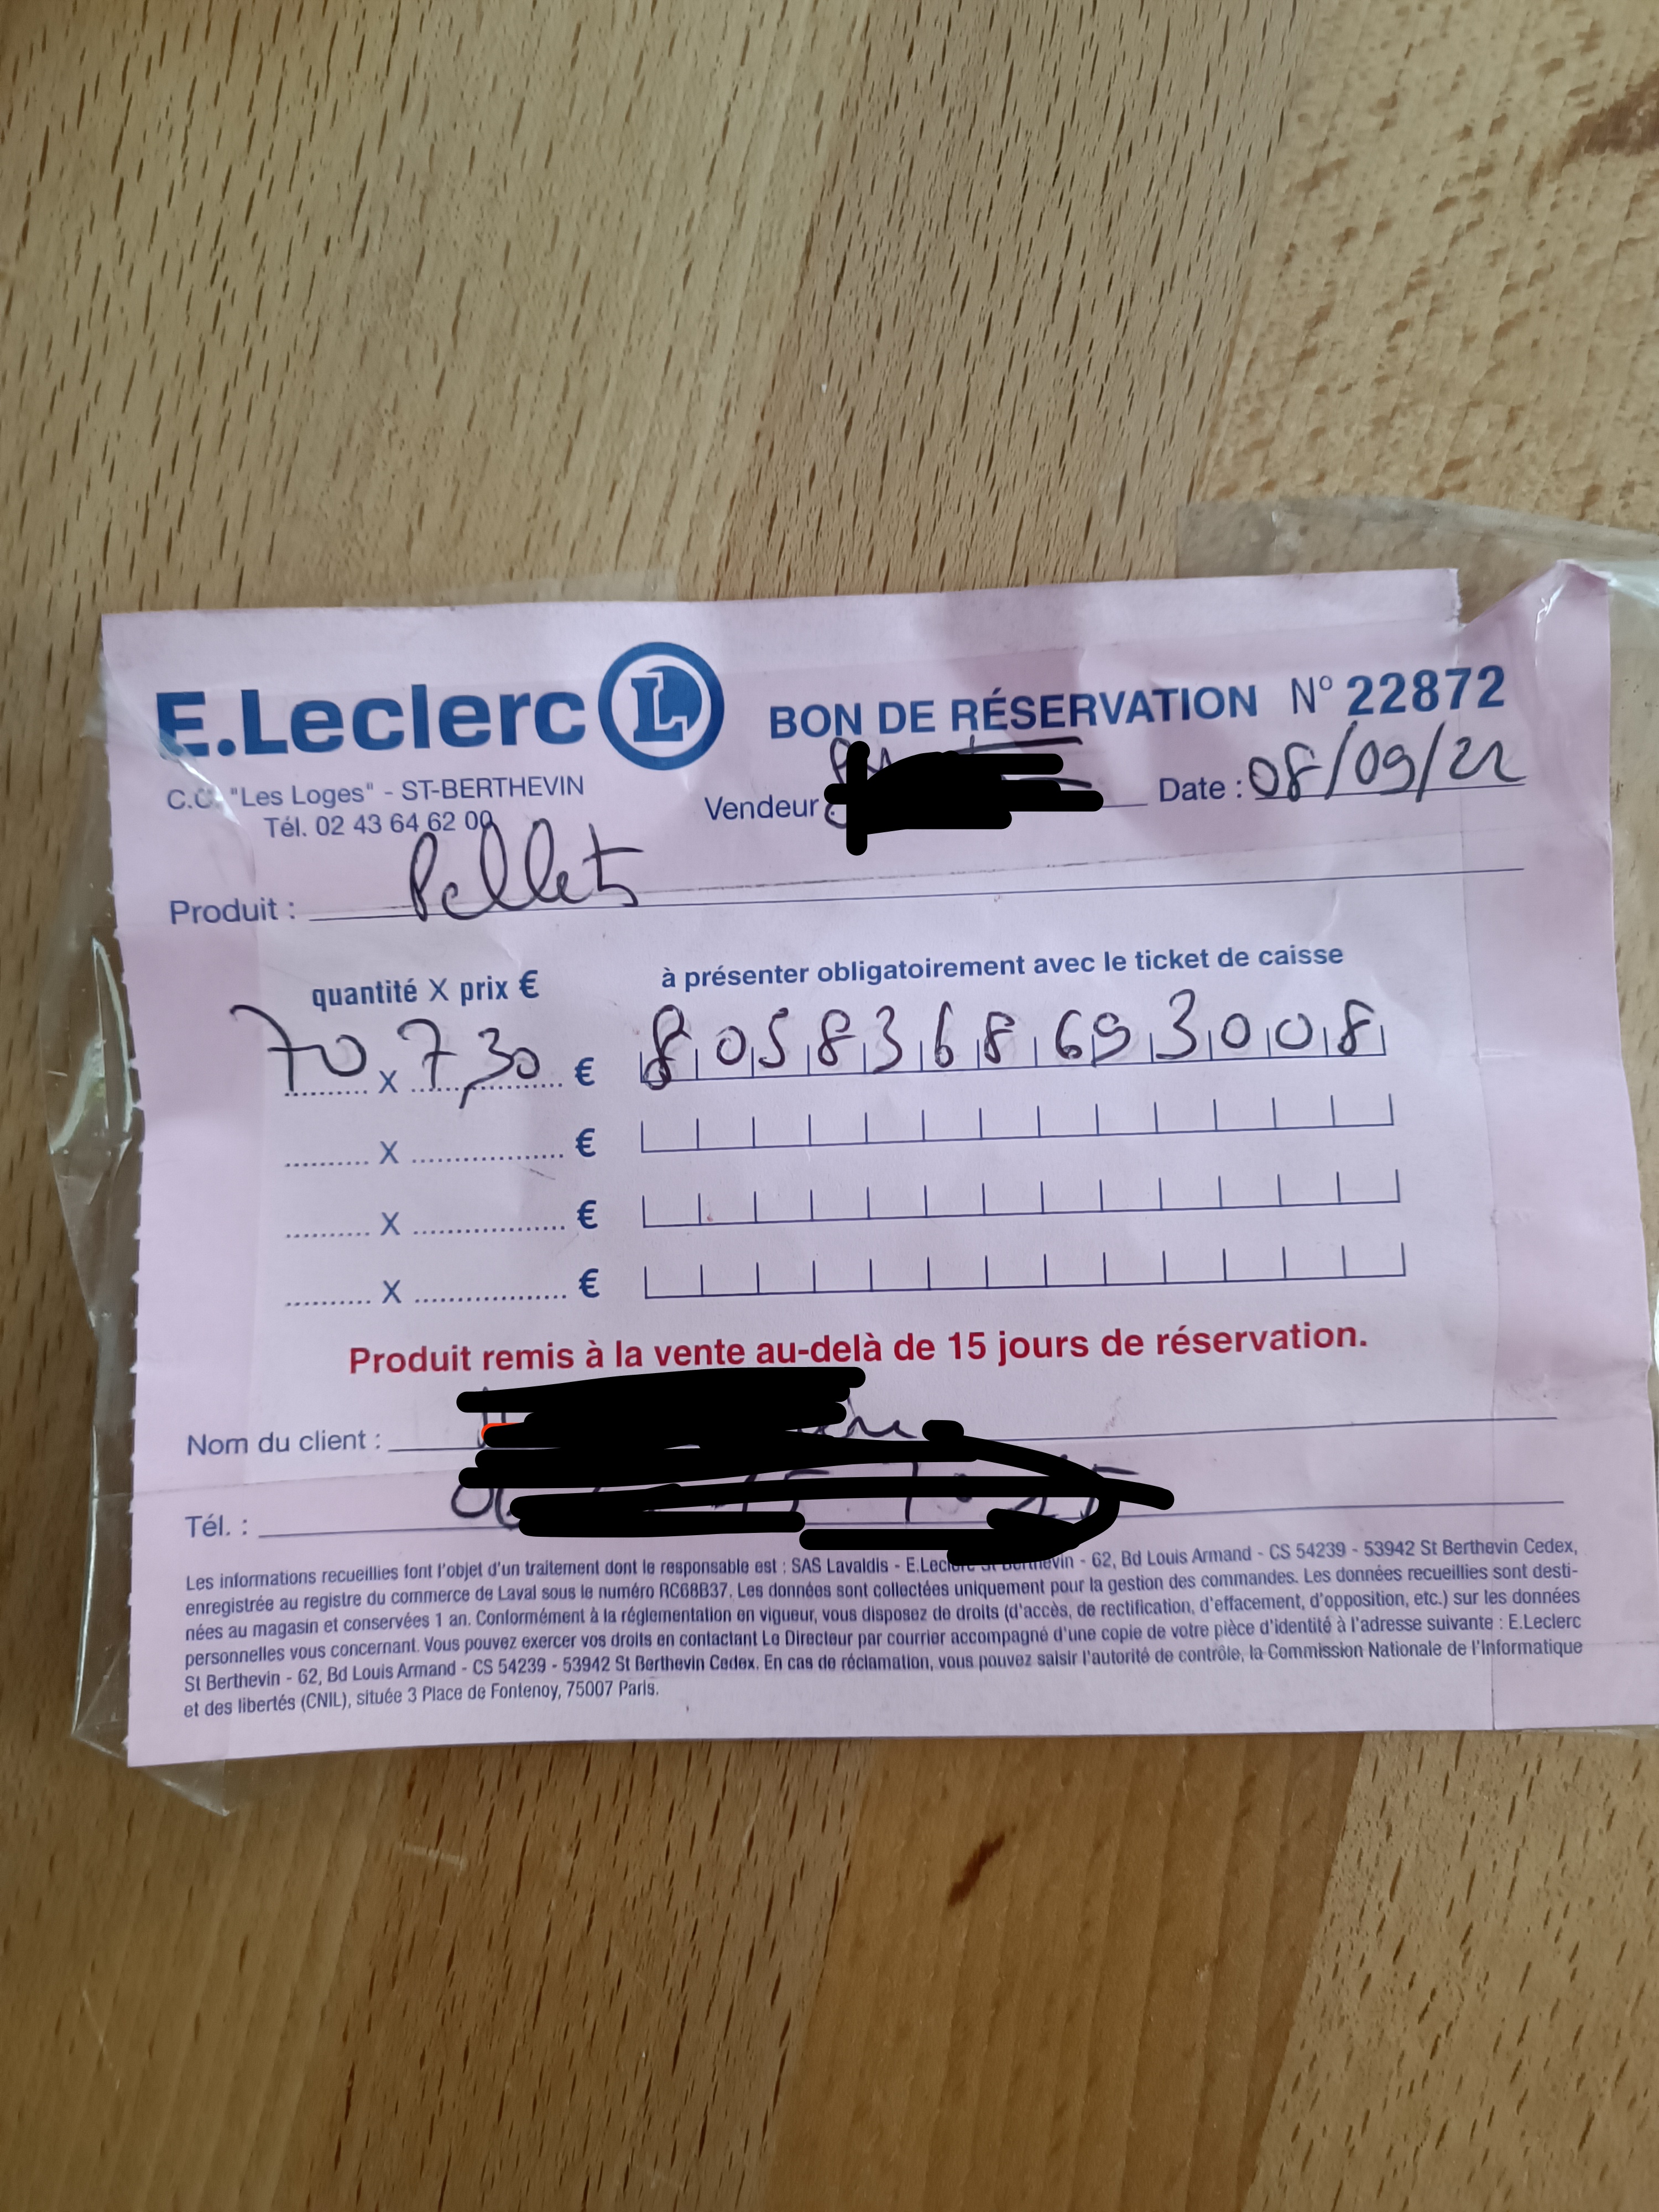 E.Leclerc L
BON DE RÉSERVATION N° 22872
C.C. "Les Loges" - ST-BERTHEVIN
Tél. 02 43 64 62 00
Vendeur
Date : 08/09/22
Produit : Pellets
quantité X prix €
à présenter obligatoirement avec le ticket de caisse
70 x 7,30 € 8058368693008
x €
x €
x €
Produit remis à la vente au-delà de 15 jours de réservation.
Nom du client :
Tél. :
Les informations recueillies font l'objet d'un traitement dont le responsable est : SAS Lavaldis - E.Leclerc St Berthevin - 62, Bd Louis Armand - CS 54239 - 53942 St Berthevin Cedex,
enregistrée au registre du commerce de Laval sous le numéro RC68B37. Les données sont collectées uniquement pour la gestion des commandes. Les données recueillies sont desti-
nées au magasin et conservées 1 an. Conformément à la réglementation en vigueur, vous disposez de droits (d'accès, de rectification, d'effacement, d'opposition, etc.) sur les données
personnelles vous concernant. Vous pouvez exercer vos droits en contactant Le Directeur par courrier accompagné d'une copie de votre pièce d'identité à l'adresse suivante : E.Leclerc
St Berthevin - 62, Bd Louis Armand - CS 54239 - 53942 St Berthevin Cedex. En cas de réclamation, vous pouvez saisir l'autorité de contrôle, la Commission Nationale de l'Informatique
et des libertés (CNIL), située 3 Place de Fontenoy, 75007 Paris.